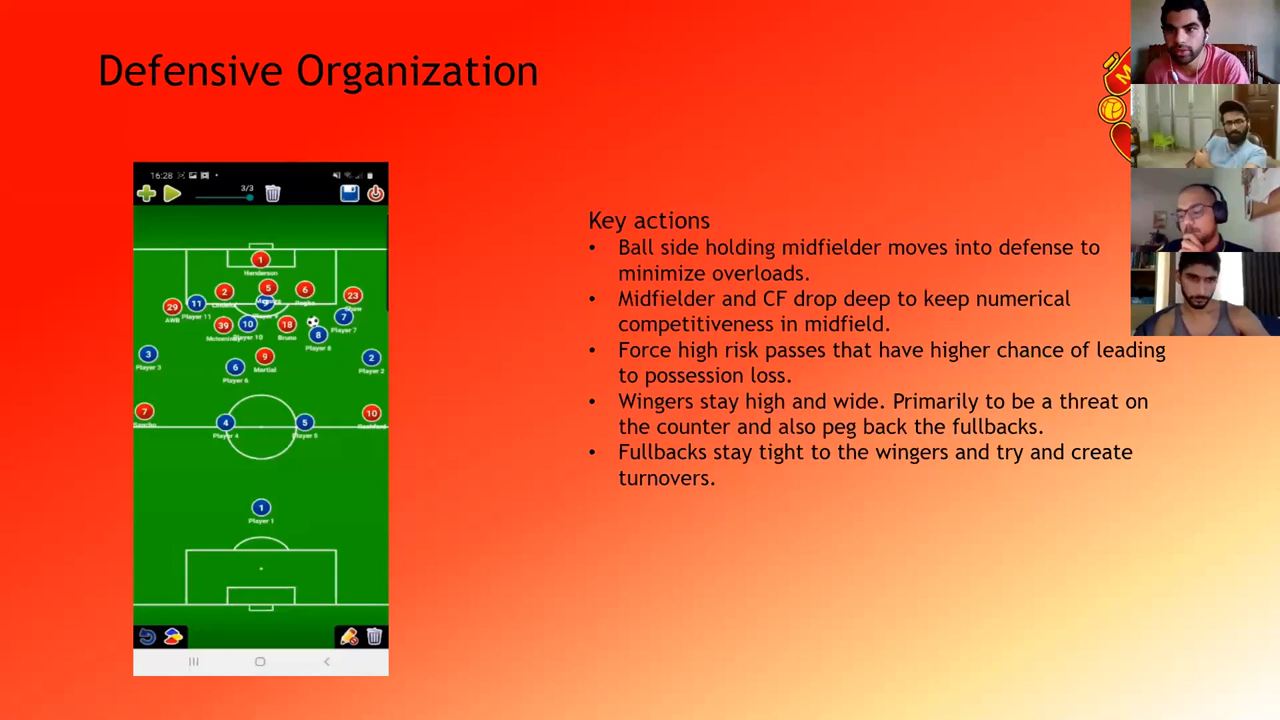 Defensive Organization
16:28
3/3
1
Henderson
5
6
2
11
29
23
AWB
Player 11
Player 9
7
39
10
18
Player 7
Player 10
Bruno
8
Player 8
3
9
2
Player 3
6
Martial
Player 2
Player 6
7
10
4
5
Player 4
Player 5
1
Player 1
Key actions
• Ball side holding midfielder moves into defense to
minimize overloads.
• Midfielder and CF drop deep to keep numerical
competitiveness in midfield.
• Force high risk passes that have higher chance of leading
to possession loss.
• Wingers stay high and wide. Primarily to be a threat on
the counter and also peg back the fullbacks.
• Fullbacks stay tight to the wingers and try and create
turnovers.
M